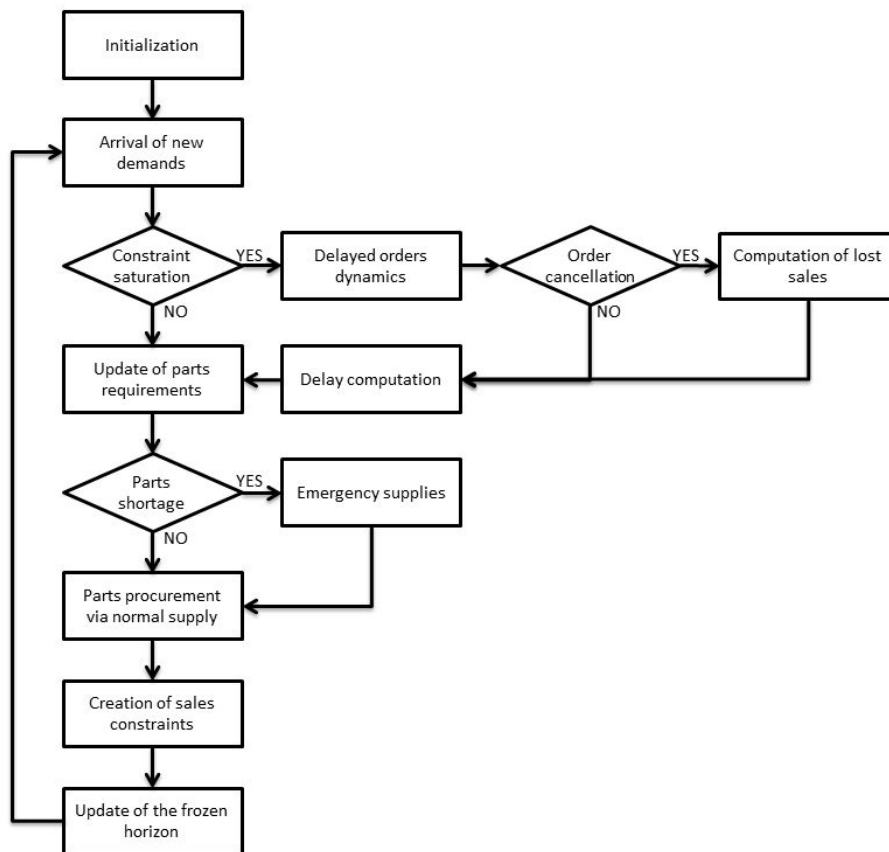 Initialization
Arrival of new
demands
Constraint
saturation
YES
Delayed orders
dynamics
Order
cancellation
YES
Computation of lost
sales
NO
NO
Update of parts
requirements
Delay computation
Parts
shortage
YES
Emergency supplies
NO
Parts procurement
via normal supply
Creation of sales
constraints
Update of the frozen
horizon